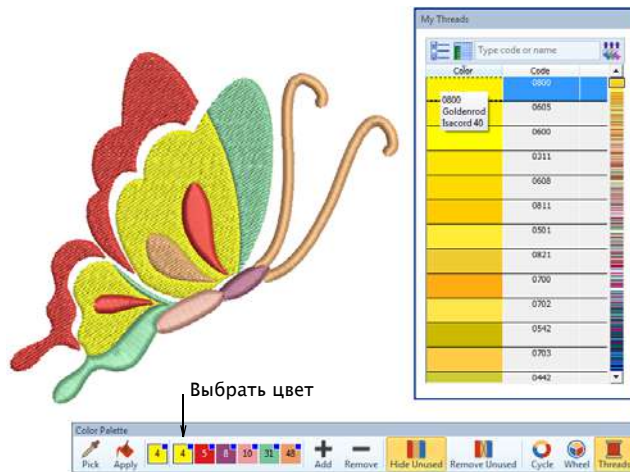 My Threads
Type code or name
Color Code
0800
0800
Goldenrod
Isacord 40
0605
0600
0311
0608
0811
0501
0821
0700
0702
0542
0703
0442
Выбрать цвет
Color Palette
4 4 5 8 10 31 48
Pick Apply Add Remove Hide Unused Remove Unused Cycle Wheel Threads